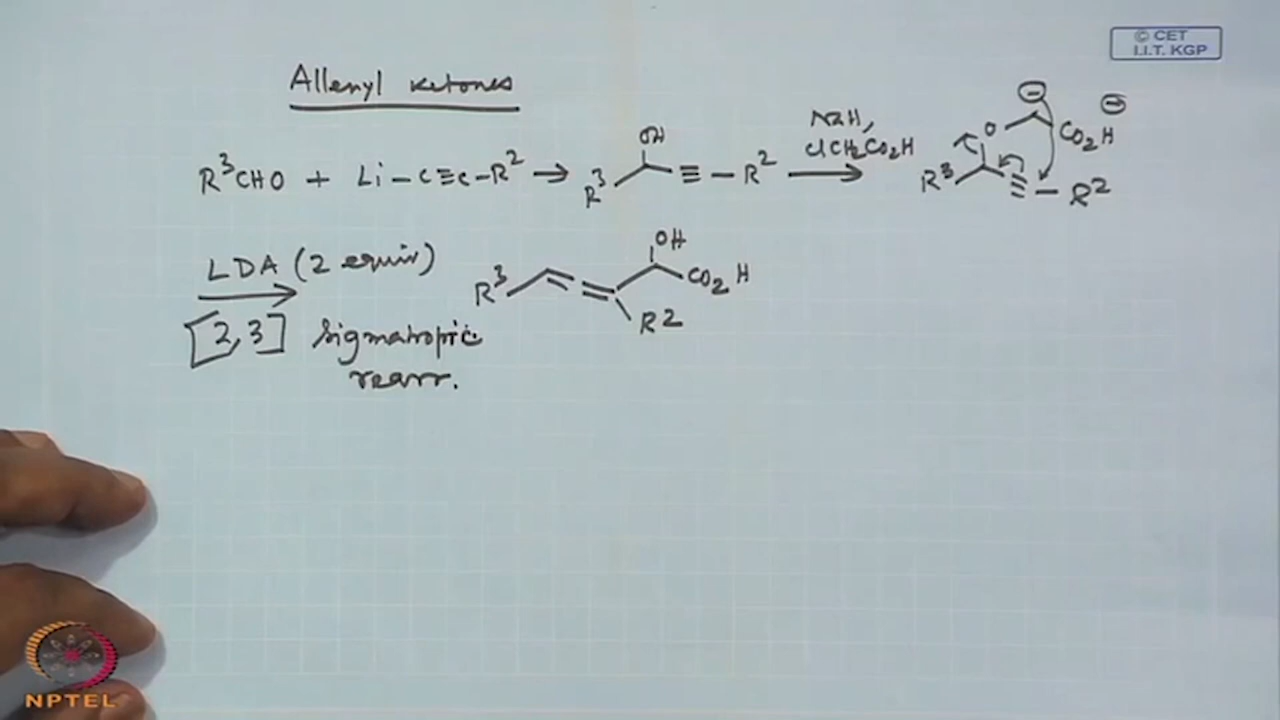 © CET
I.I.T. KGP
Allenyl ketones
R³CHO + Li-C≡C-R² → R³ OH ≡ - R² NaH, ClCH₂CO₂H → R³ O ⊖ CO₂H ⊖ ≡ - R²
LDA (2 equiv) → R³ R2 OH CO₂H
[2,3] sigmatropic
rearr.
NPTEL